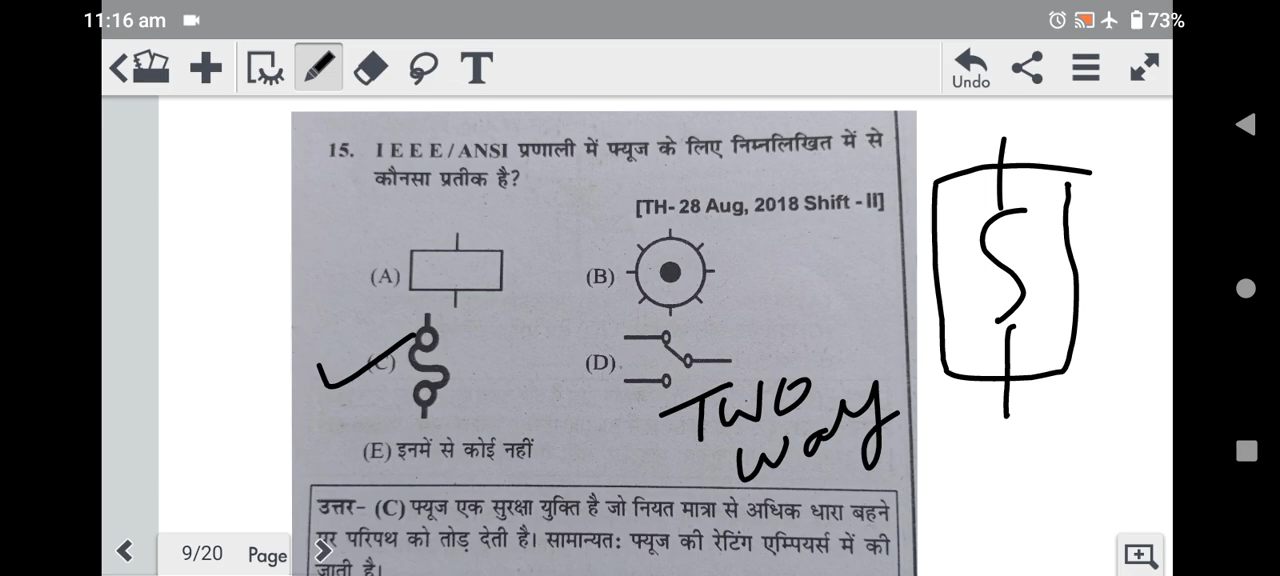 11:16 am
73%
T
Undo
15. IEEE/ANSI प्रणाली में फ्यूज के लिए निम्नलिखित में से
कौनसा प्रतीक है?
[TH- 28 Aug, 2018 Shift - II]
(A)
(B)
(C)
(D)
TWO
way
(E) इनमें से कोई नहीं
उत्तर- (C) फ्यूज एक सुरक्षा युक्ति है जो नियत मात्रा से अधिक धारा बहने
पर परिपथ को तोड़ देती है। सामान्यत: फ्यूज की रेटिंग एम्पियर्स में की
जाती है।
9/20 Page